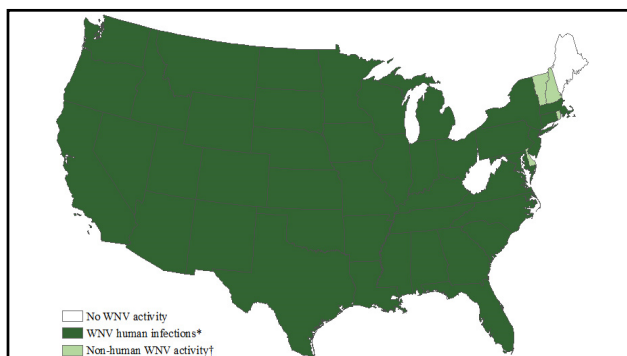 No WNV activity
WNV human infections*
Non-human WNV activity†